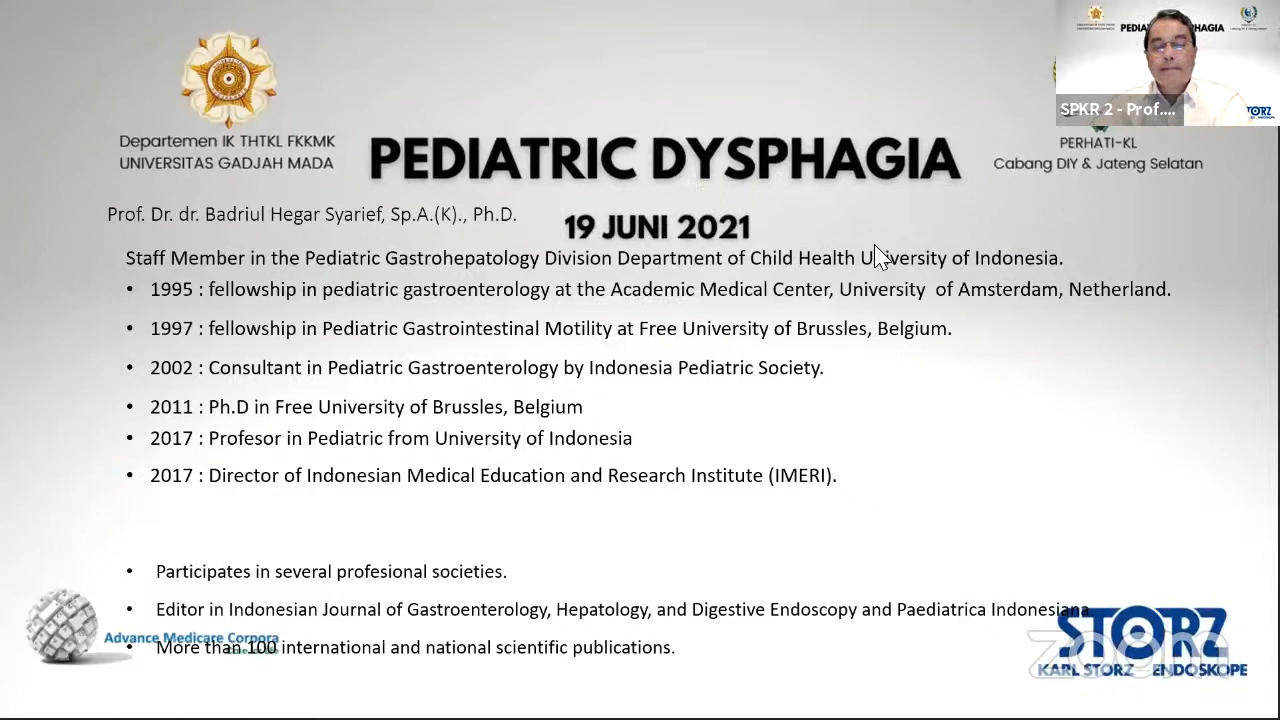 PEDIA
PHAGIA
SPKR 2 - Prof....
STORZ
Departemen IK THTKL FKKMK
UNIVERSITAS GADJAH MADA
PEDIATRIC DYSPHAGIA
PERHATI-KL
Cabang DIY & Jateng Selatan
Prof. Dr. dr. Badriul Hegar Syarief, Sp.A.(K)., Ph.D.
19 JUNI 2021
Staff Member in the Pediatric Gastrohepatology Division Department of Child Health University of Indonesia.
• 1995 : fellowship in pediatric gastroenterology at the Academic Medical Center, University of Amsterdam, Netherland.
• 1997 : fellowship in Pediatric Gastrointestinal Motility at Free University of Brussles, Belgium.
• 2002 : Consultant in Pediatric Gastroenterology by Indonesia Pediatric Society.
• 2011 : Ph.D in Free University of Brussles, Belgium
• 2017 : Profesor in Pediatric from University of Indonesia
• 2017 : Director of Indonesian Medical Education and Research Institute (IMERI).
• Participates in several profesional societies.
• Editor in Indonesian Journal of Gastroenterology, Hepatology, and Digestive Endoscopy and Paediatrica Indonesiana.
Advance Medicare Corpora
• More than 100 international and national scientific publications.
STORZ
KARL STORZ ENDOSKOPE
zoom